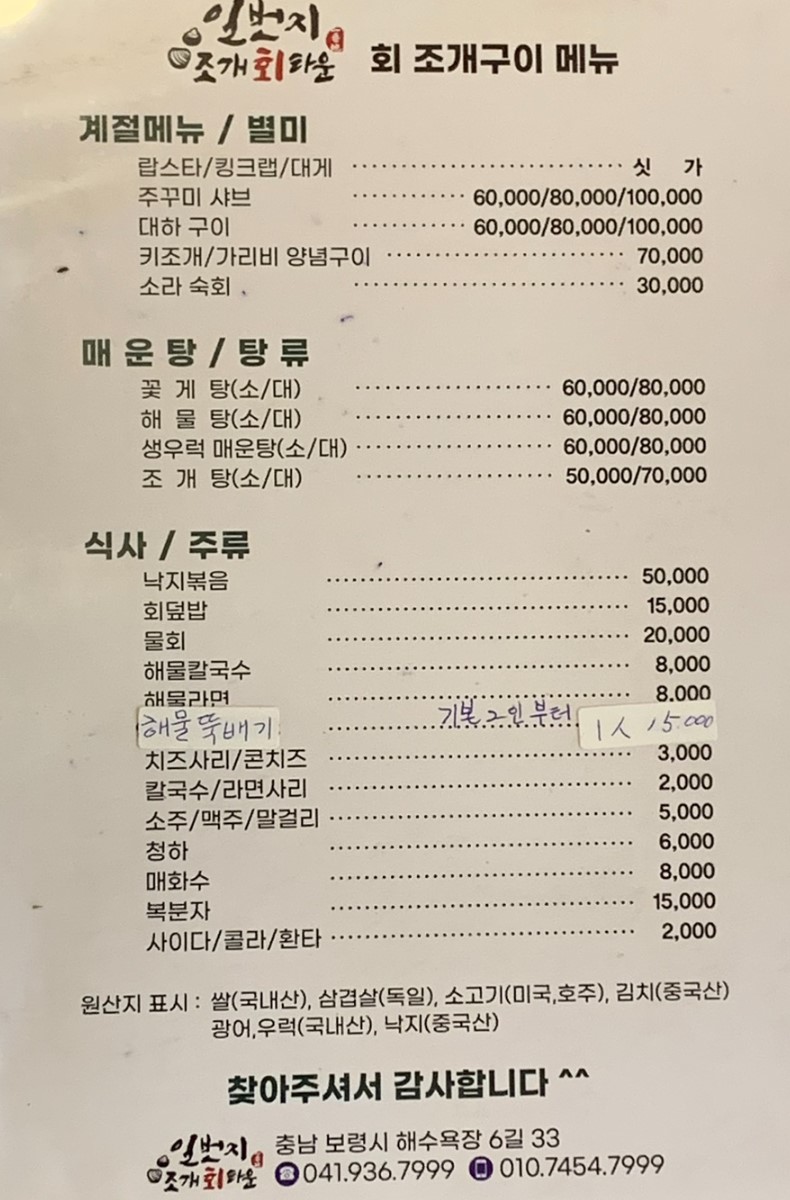 일번지
조개회타운 회 조개구이 메뉴
계절메뉴 / 별미
랍스타/킹크랩/대게 ································ 싯 가
주꾸미 샤브 ············ 60,000/80,000/100,000
대하 구이 ············ 60,000/80,000/100,000
키조개/가리비 양념구이 ························ 70,000
소라 숙회 ···························· 30,000
매 운 탕 / 탕 류
꽃 게 탕(소/대) ···················· 60,000/80,000
해 물 탕(소/대) ···················· 60,000/80,000
생우럭 매운탕(소/대) ···················· 60,000/80,000
조 개 탕(소/대) ···················· 50,000/70,000
식사 / 주류
낙지볶음 ······························ 50,000
회덮밥 ······························ 15,000
물회 ······························ 20,000
해물칼국수 ······························ 8,000
해물라면 ······························ 8.000
해물뚝배기 기본 2인 부터 1人 15.000
치즈사리/콘치즈 ······························ 3,000
칼국수/라면사리 ······························ 2,000
소주/맥주/말걸리 ······························ 5,000
청하 ······························ 6,000
매화수 ······························ 8,000
복분자 ······························ 15,000
사이다/콜라/환타 ······························ 2,000
원산지 표시 : 쌀(국내산), 삼겹살(독일), 소고기(미국,호주), 김치(중국산)
광어,우럭(국내산), 낙지(중국산)
찾아주셔서 감사합니다 ^^
일번지 충남 보령시 해수욕장 6길 33
조개회타운 041.936.7999 010.7454.7999